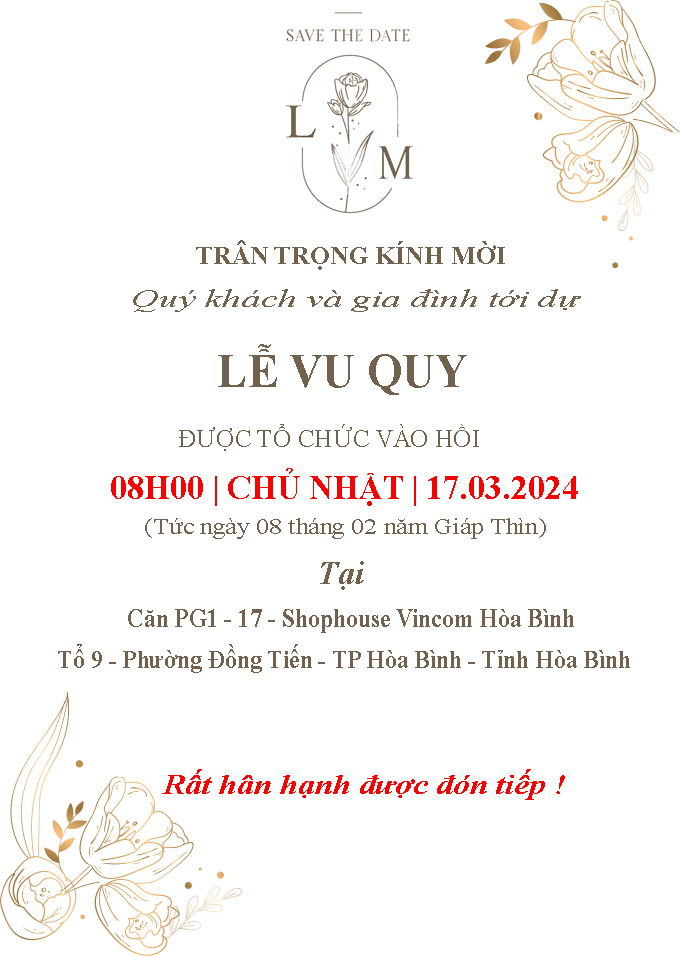 SAVE THE DATE
L
M
TRÂN TRỌNG KÍNH MỜI
Quý khách và gia đình tới dự
LỄ VU QUY
ĐƯỢC TỔ CHỨC VÀO HỒI
08H00 | CHỦ NHẬT | 17.03.2024
(Tức ngày 08 tháng 02 năm Giáp Thìn)
Tại
Căn PG1 - 17 - Shophouse Vincom Hòa Bình
Tổ 9 - Phường Đồng Tiến - TP Hòa Bình - Tỉnh Hòa Bình
Rất hân hạnh được đón tiếp !